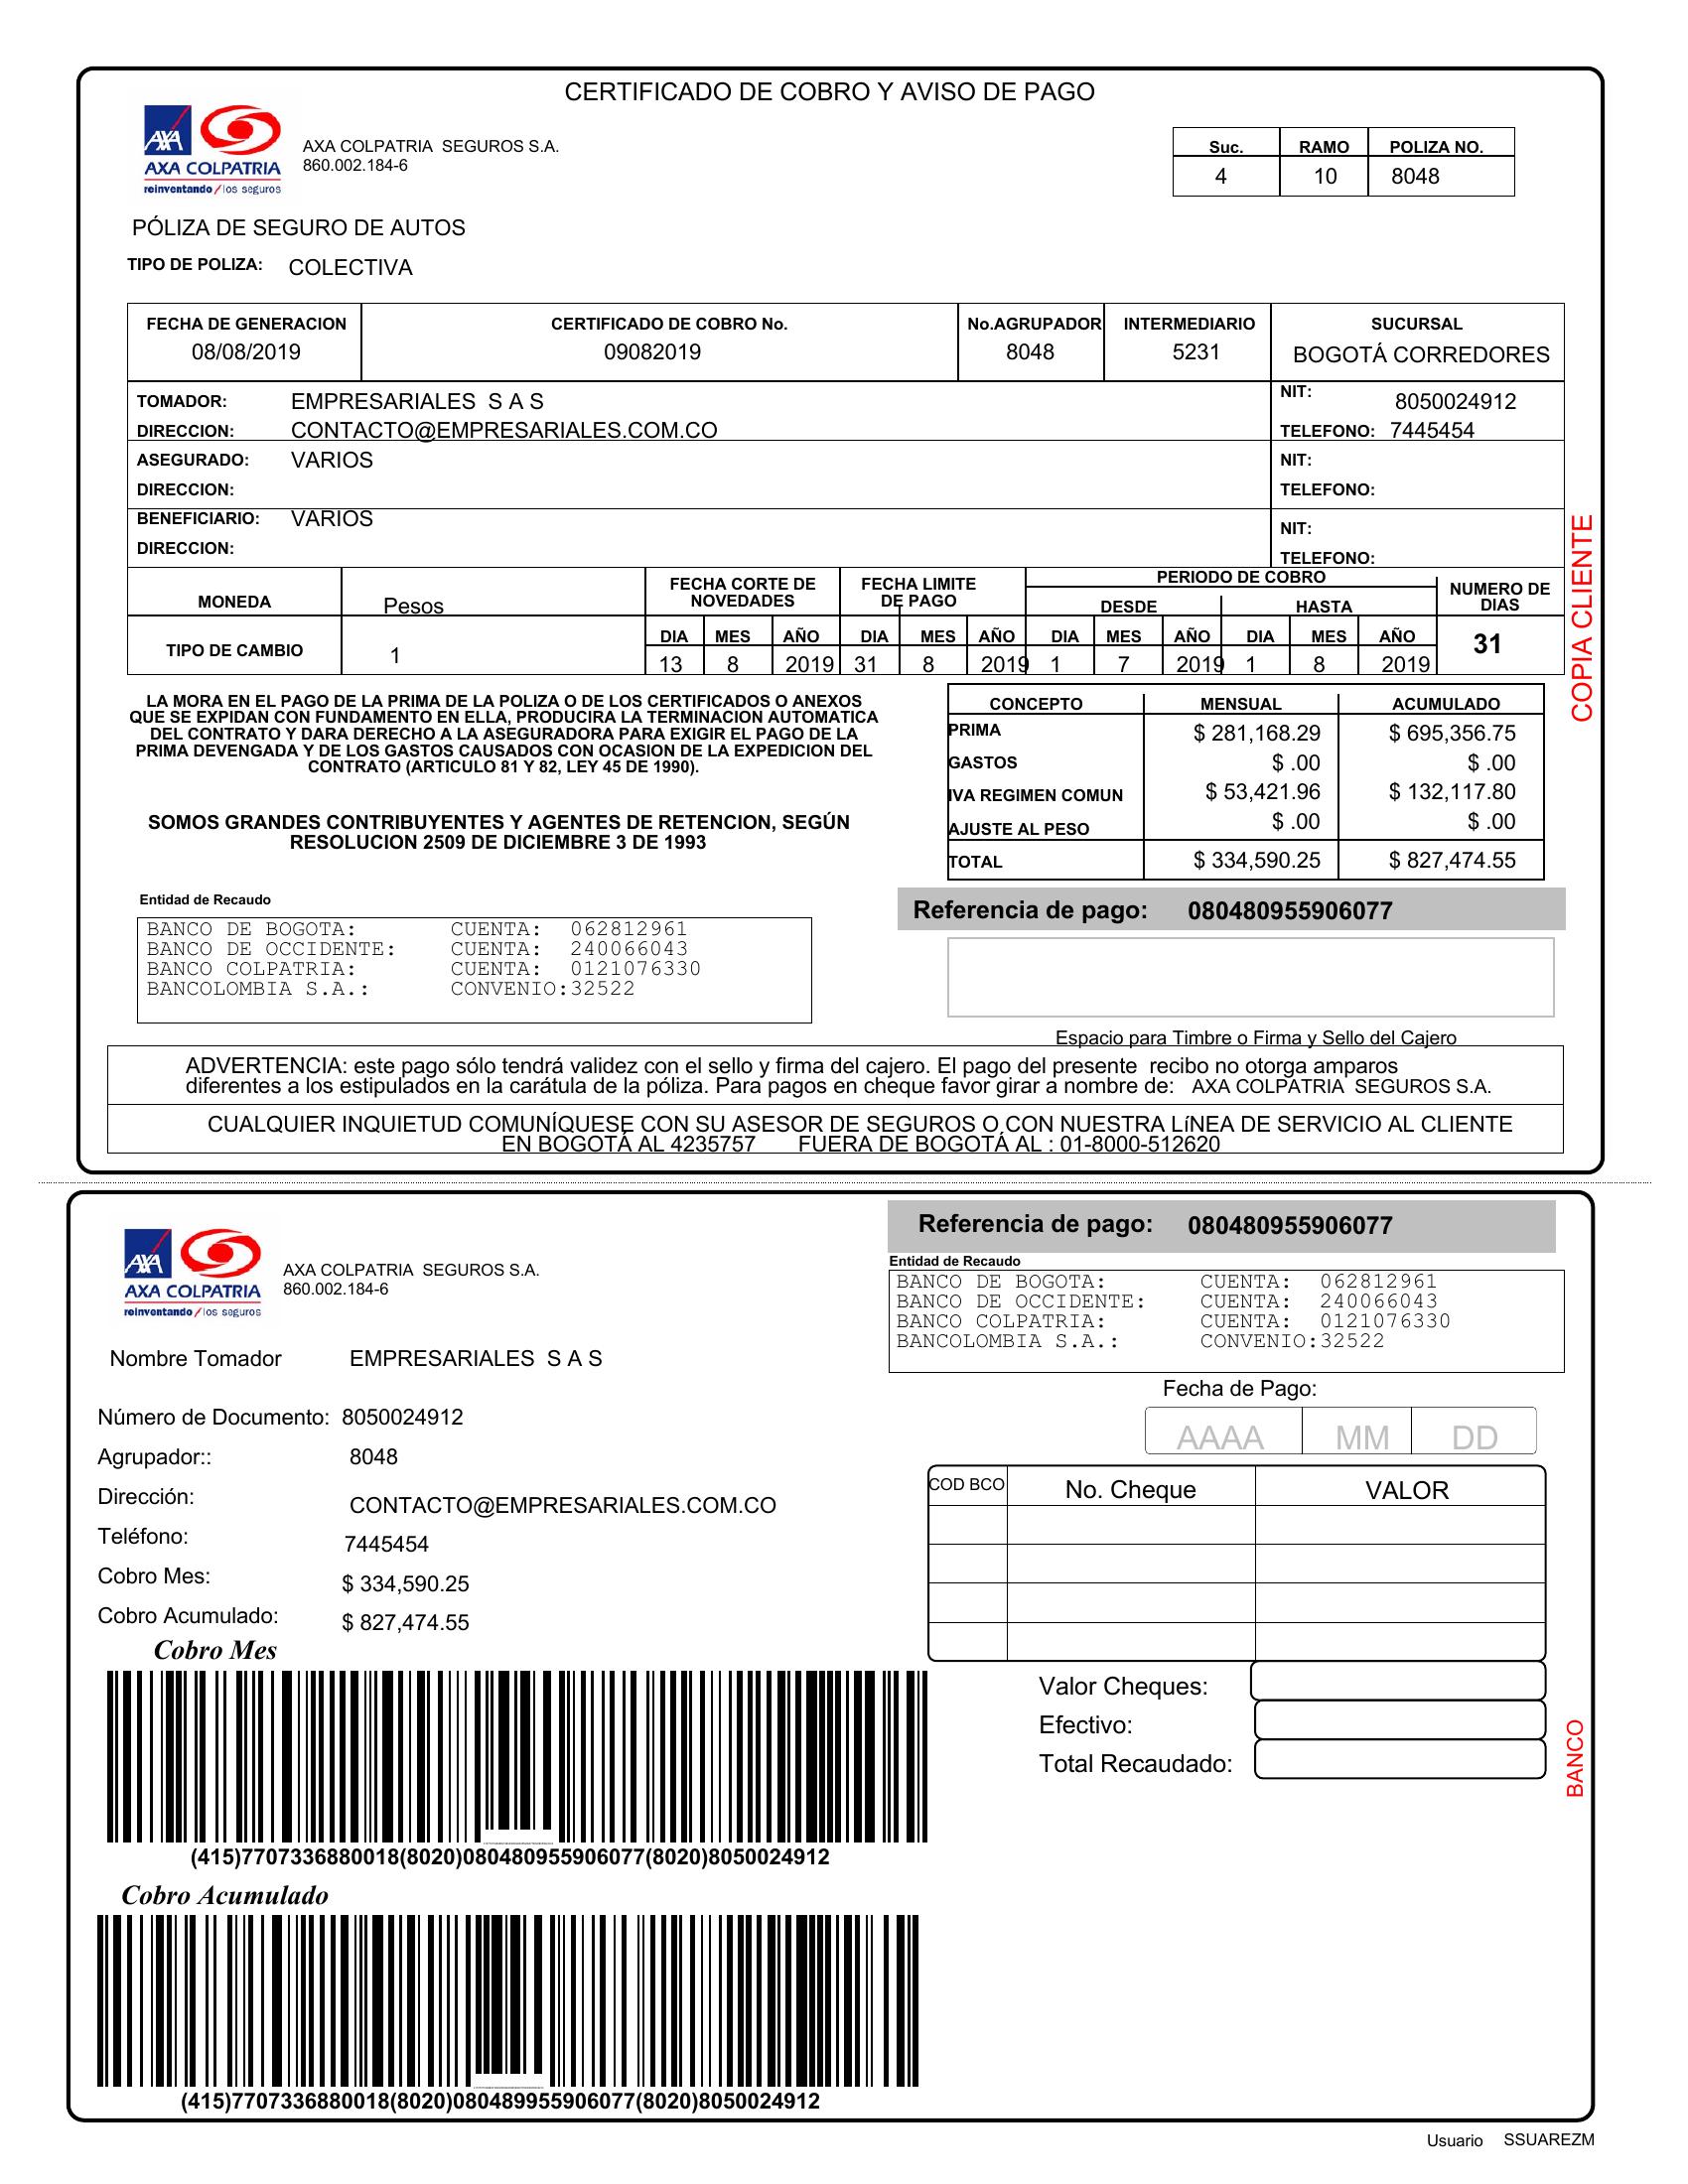 CERTIFICADO DE COBRO Y AVISO DE PAGO
AXA
AXA COLPATRIA
reinventando / los seguros
AXA COLPATRIA SEGUROS S.A.
860.002.184-6
Suc. RAMO POLIZA NO.
4 10 8048
PÓLIZA DE SEGURO DE AUTOS
TIPO DE POLIZA: COLECTIVA
FECHA DE GENERACION CERTIFICADO DE COBRO No. No.AGRUPADOR INTERMEDIARIO SUCURSAL
08/08/2019 09082019 8048 5231 BOGOTÁ CORREDORES
TOMADOR: EMPRESARIALES S A S NIT: 8050024912
DIRECCION: CONTACTO@EMPRESARIALES.COM.CO TELEFONO: 7445454
ASEGURADO: VARIOS NIT:
DIRECCION: TELEFONO:
BENEFICIARIO: VARIOS NIT:
DIRECCION: TELEFONO:
MONEDA Pesos FECHA CORTE DE NOVEDADES FECHA LIMITE DE PAGO PERIODO DE COBRO NUMERO DE DIAS
DESDE HASTA
TIPO DE CAMBIO 1 DIA MES AÑO DIA MES AÑO DIA MES AÑO DIA MES AÑO 31
13 8 2019 31 8 2019 1 7 2019 1 8 2019
COPIA CLIENTE
LA MORA EN EL PAGO DE LA PRIMA DE LA POLIZA O DE LOS CERTIFICADOS O ANEXOS
QUE SE EXPIDAN CON FUNDAMENTO EN ELLA, PRODUCIRA LA TERMINACION AUTOMATICA
DEL CONTRATO Y DARA DERECHO A LA ASEGURADORA PARA EXIGIR EL PAGO DE LA
PRIMA DEVENGADA Y DE LOS GASTOS CAUSADOS CON OCASION DE LA EXPEDICION DEL
CONTRATO (ARTICULO 81 Y 82, LEY 45 DE 1990).
SOMOS GRANDES CONTRIBUYENTES Y AGENTES DE RETENCION, SEGÚN
RESOLUCION 2509 DE DICIEMBRE 3 DE 1993
CONCEPTO MENSUAL ACUMULADO
PRIMA $ 281,168.29 $ 695,356.75
GASTOS $ .00 $ .00
IVA REGIMEN COMUN $ 53,421.96 $ 132,117.80
AJUSTE AL PESO $ .00 $ .00
TOTAL $ 334,590.25 $ 827,474.55
Entidad de Recaudo
BANCO DE BOGOTA: CUENTA: 062812961
BANCO DE OCCIDENTE: CUENTA: 240066043
BANCO COLPATRIA: CUENTA: 0121076330
BANCOLOMBIA S.A.: CONVENIO:32522
Referencia de pago: 080480955906077
Espacio para Timbre o Firma y Sello del Cajero
ADVERTENCIA: este pago sólo tendrá validez con el sello y firma del cajero. El pago del presente recibo no otorga amparos
diferentes a los estipulados en la carátula de la póliza. Para pagos en cheque favor girar a nombre de: AXA COLPATRIA SEGUROS S.A.
CUALQUIER INQUIETUD COMUNÍQUESE CON SU ASESOR DE SEGUROS O CON NUESTRA LíNEA DE SERVICIO AL CLIENTE
EN BOGOTÁ AL 4235757 FUERA DE BOGOTÁ AL : 01-8000-512620
AXA
AXA COLPATRIA
reinventando / los seguros
AXA COLPATRIA SEGUROS S.A.
860.002.184-6
Referencia de pago: 080480955906077
Entidad de Recaudo
BANCO DE BOGOTA: CUENTA: 062812961
BANCO DE OCCIDENTE: CUENTA: 240066043
BANCO COLPATRIA: CUENTA: 0121076330
BANCOLOMBIA S.A.: CONVENIO:32522
Nombre Tomador EMPRESARIALES S A S
Número de Documento: 8050024912
Agrupador:: 8048
Dirección: CONTACTO@EMPRESARIALES.COM.CO
Teléfono: 7445454
Cobro Mes: $ 334,590.25
Cobro Acumulado: $ 827,474.55
Fecha de Pago:
AAAA MM DD
COD BCO No. Cheque VALOR
Valor Cheques:
Efectivo:
Total Recaudado:
BANCO
Cobro Mes
(415)7707336880018(8020)080480955906077(8020)8050024912
Cobro Acumulado
(415)7707336880018(8020)080489955906077(8020)8050024912
Usuario SSUAREZM